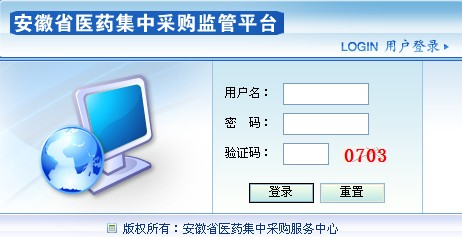 安徽省医药集中采购监管平台
LOGIN 用户登录
用户名：
密　码：
验证码： 0703
登录 重置
版权所有：安徽省医药集中采购服务中心